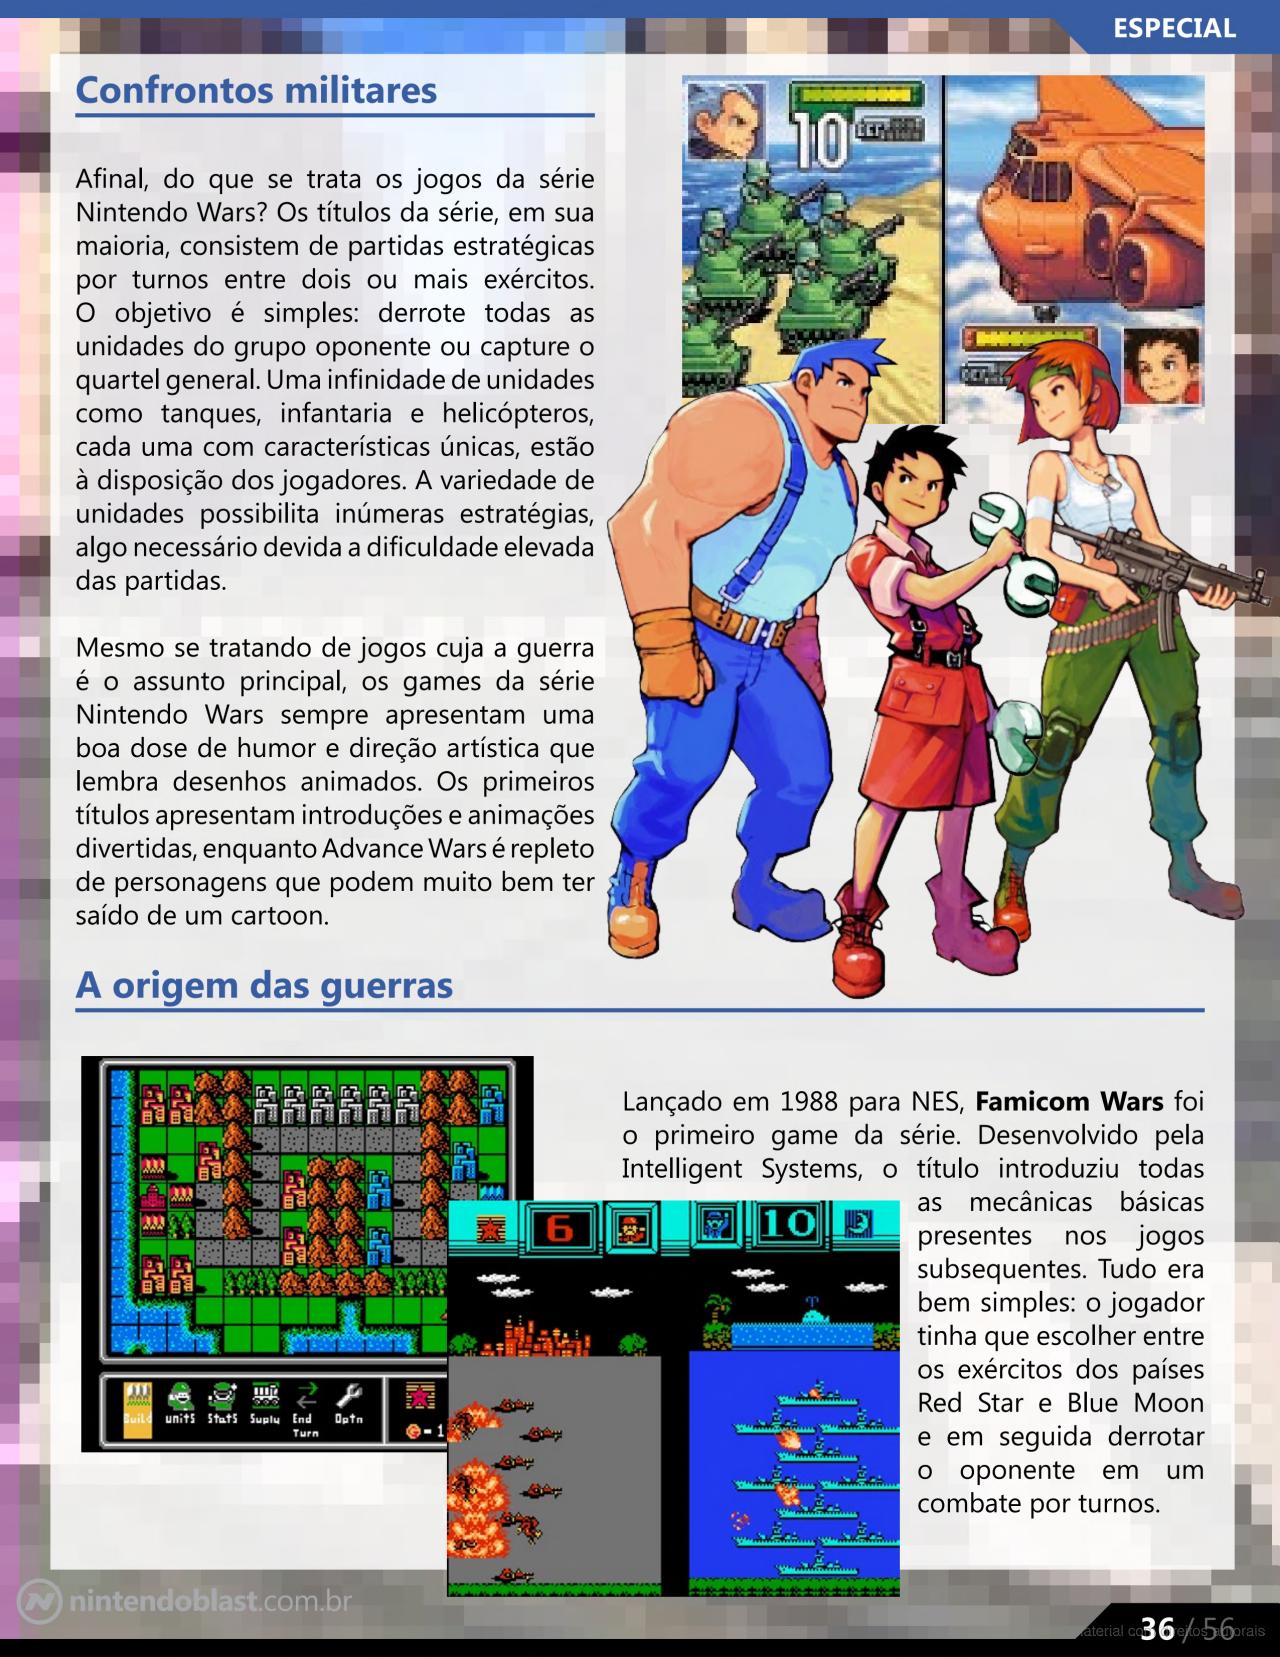 ESPECIAL
Confrontos militares
Afinal, do que se trata os jogos da série
Nintendo Wars? Os títulos da série, em sua
maioria, consistem de partidas estratégicas
por turnos entre dois ou mais exércitos.
O objetivo é simples: derrote todas as
unidades do grupo oponente ou capture o
quartel general. Uma infinidade de unidades
como tanques, infantaria e helicópteros,
cada uma com características únicas, estão
à disposição dos jogadores. A variedade de
unidades possibilita inúmeras estratégias,
algo necessário devida a dificuldade elevada
das partidas.
Mesmo se tratando de jogos cuja a guerra
é o assunto principal, os games da série
Nintendo Wars sempre apresentam uma
boa dose de humor e direção artística que
lembra desenhos animados. Os primeiros
títulos apresentam introduções e animações
divertidas, enquanto Advance Wars é repleto
de personagens que podem muito bem ter
saído de um cartoon.
10
A origem das guerras
Build units Stats Suply End Optn
Turn
G=1
6
10
Lançado em 1988 para NES, Famicom Wars foi
o primeiro game da série. Desenvolvido pela
Intelligent Systems, o título introduziu todas
as mecânicas básicas
presentes nos jogos
subsequentes. Tudo era
bem simples: o jogador
tinha que escolher entre
os exércitos dos países
Red Star e Blue Moon
e em seguida derrotar
o oponente em um
combate por turnos.
nintendoblast.com.br
36 / 56